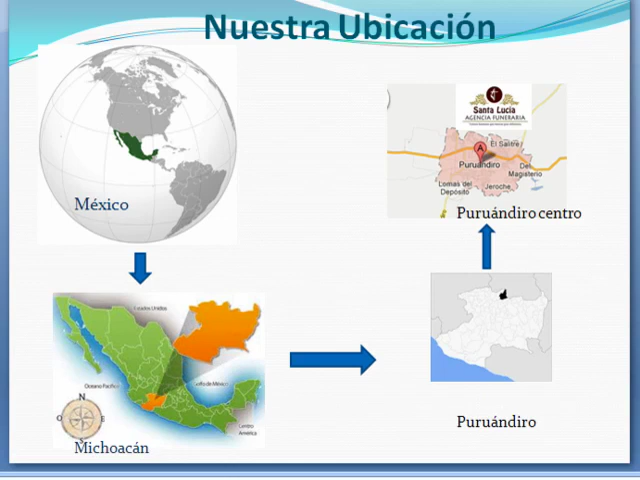 Nuestra Ubicación
México
Santa Lucia
AGENCIA FUNERARIA
El Salitre
A
Puruándiro
Del
Magisterio
Lomas del
Depósito
Jeroche,
Puruándiro centro
Estados Unidos
Océano Pacífico
Golfo de México
Centro
América
N
O
E
S
Michoacán
Puruándiro